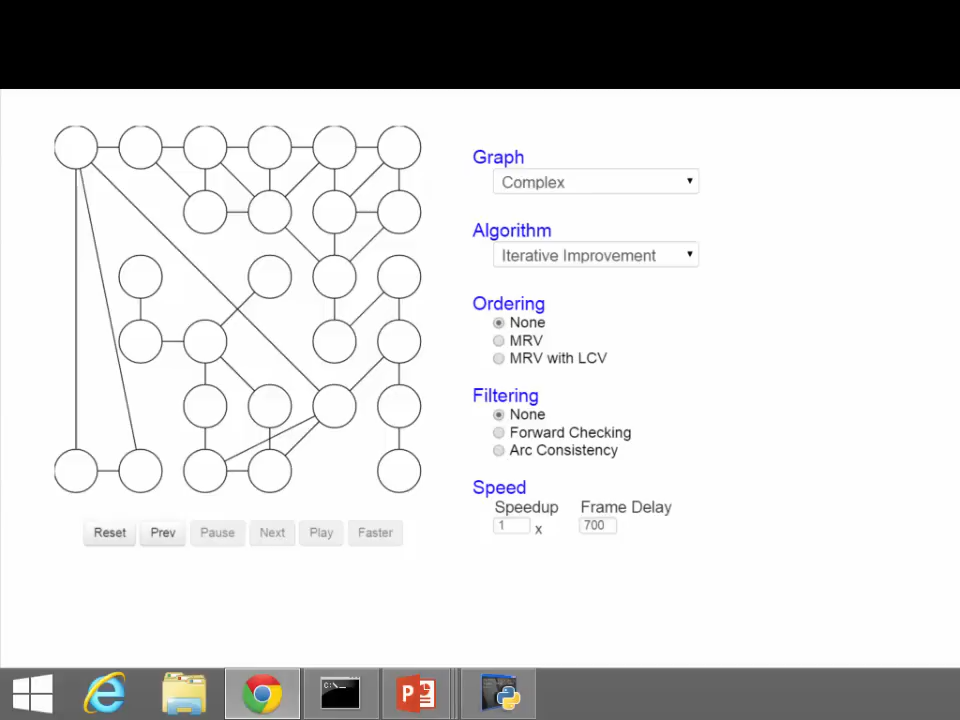 Graph
Complex
Algorithm
Iterative Improvement
Ordering
None
MRV
MRV with LCV
Filtering
None
Forward Checking
Arc Consistency
Speed
Speedup Frame Delay
1 x 700
Reset Prev Pause Next Play Faster